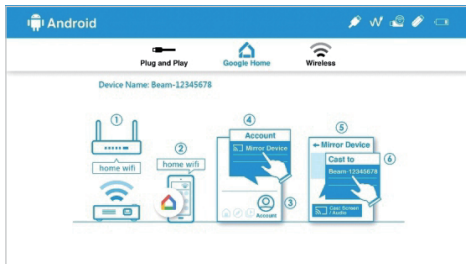 Android
Plug and Play
Google Home
Wireless
Device Name: Beam-12345678
①
home wifi
②
home wifi
④
Account
Mirror Device
③
Account
⑤
← Mirror Device
Cast to
⑥
Beam-12345678
Cast Screen
/ Audio